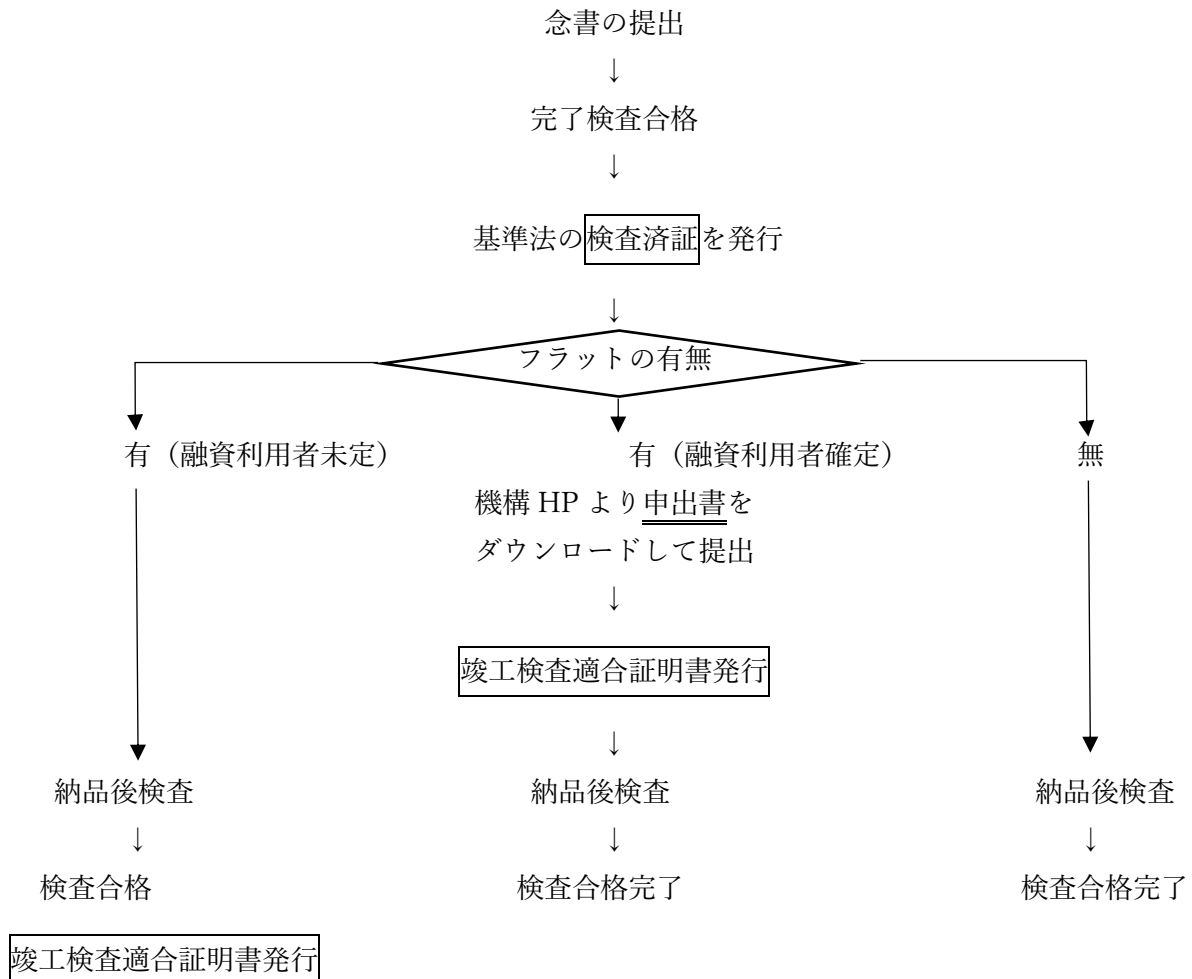 念書の提出
↓
完了検査合格
↓
基準法の検査済証を発行
↓
フラットの有無
有（融資利用者未定）
有（融資利用者確定）
無
機構 HP より申出書を
ダウンロードして提出
↓
竣工検査適合証明書発行
↓
納品後検査
納品後検査
納品後検査
↓
↓
↓
検査合格
検査合格完了
検査合格完了
竣工検査適合証明書発行